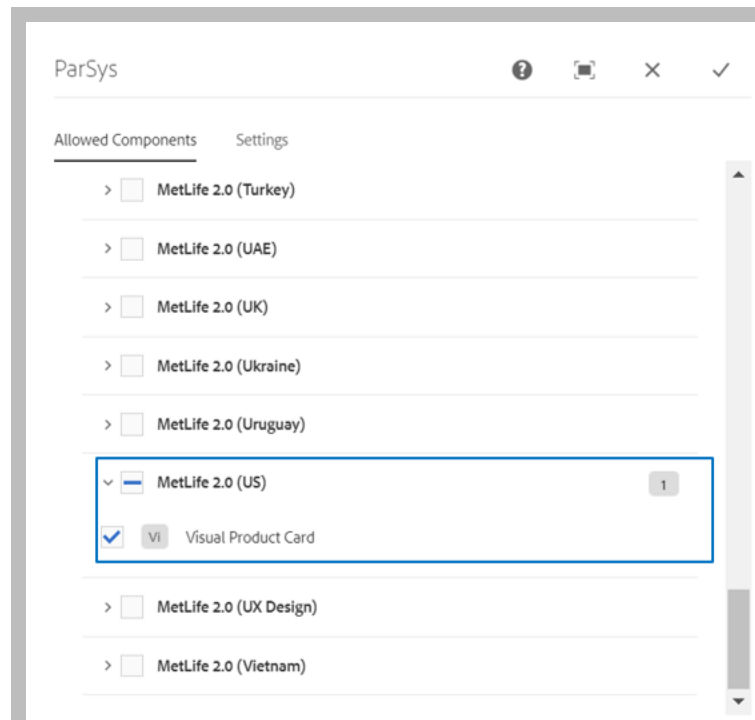 ParSys
Allowed Components Settings
MetLife 2.0 (Turkey)
MetLife 2.0 (UAE)
MetLife 2.0 (UK)
MetLife 2.0 (Ukraine)
MetLife 2.0 (Uruguay)
MetLife 2.0 (US) 1
Vi Visual Product Card
MetLife 2.0 (UX Design)
MetLife 2.0 (Vietnam)